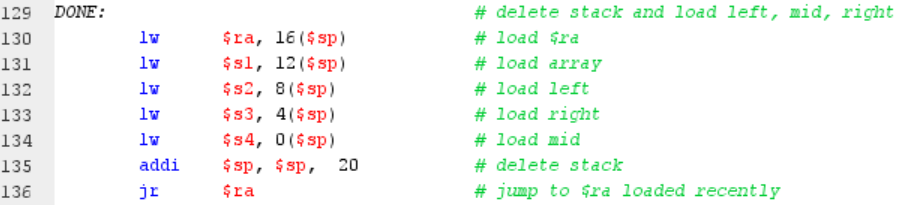 129 DONE: # delete stack and load left, mid, right
130 lw $ra, 16($sp) # load $ra
131 lw $s1, 12($sp) # load array
132 lw $s2, 8($sp) # load left
133 lw $s3, 4($sp) # load right
134 lw $s4, 0($sp) # load mid
135 addi $sp, $sp, 20 # delete stack
136 jr $ra # jump to $ra loaded recently